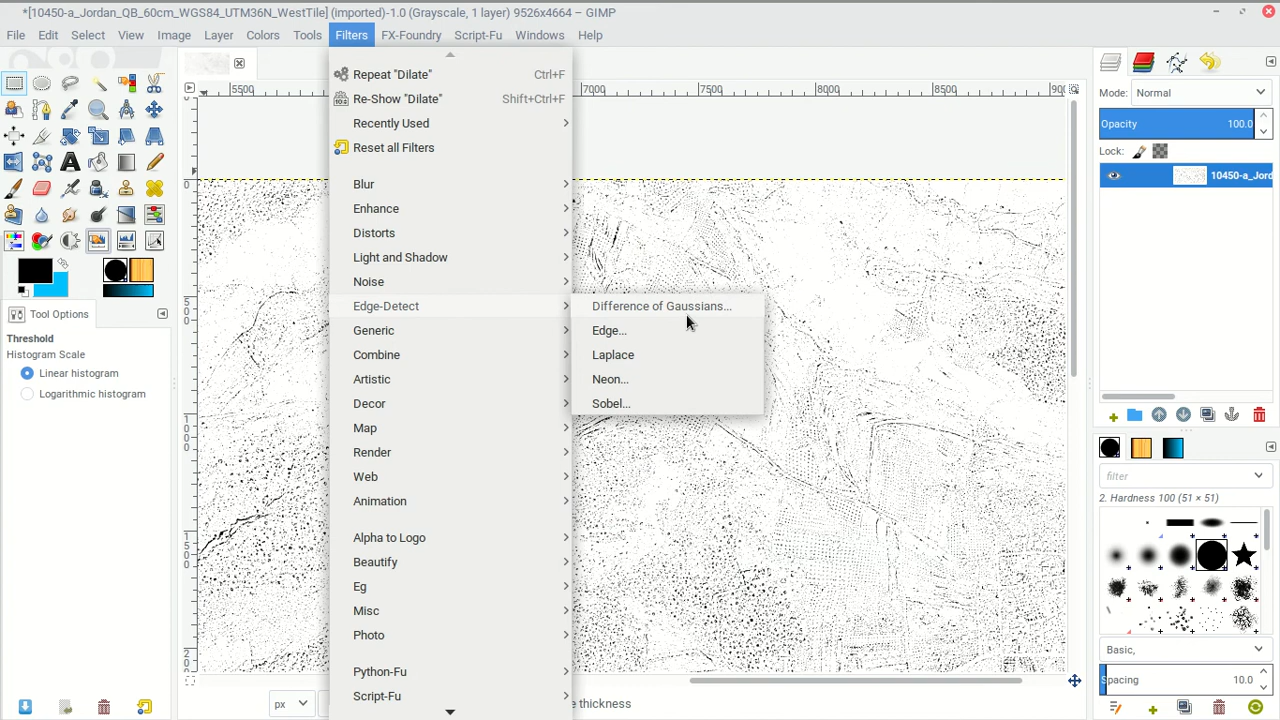 *[10450-a_Jordan_QB_60cm_WGS84_UTM36N_WestTile] (imported)-1.0 (Grayscale, 1 layer) 9526x4664 – GIMP
File Edit Select View Image Layer Colors Tools Filters FX-Foundry Script-Fu Windows Help
Repeat "Dilate" Ctrl+F
Re-Show "Dilate" Shift+Ctrl+F
Recently Used
Reset all Filters
Blur
Enhance
Distorts
Light and Shadow
Noise
Edge-Detect
Generic
Combine
Artistic
Decor
Map
Render
Web
Animation
Alpha to Logo
Beautify
Eg
Misc
Photo
Python-Fu
Script-Fu
Difference of Gaussians...
Edge...
Laplace
Neon...
Sobel...
5500 7000 7500 8000 8500
Tool Options
Threshold
Histogram Scale
Linear histogram
Logarithmic histogram
px
e thickness
Mode: Normal
Opacity 100.0
Lock:
10450-a_Jord
filter
2. Hardness 100 (51 × 51)
Basic,
Spacing 10.0